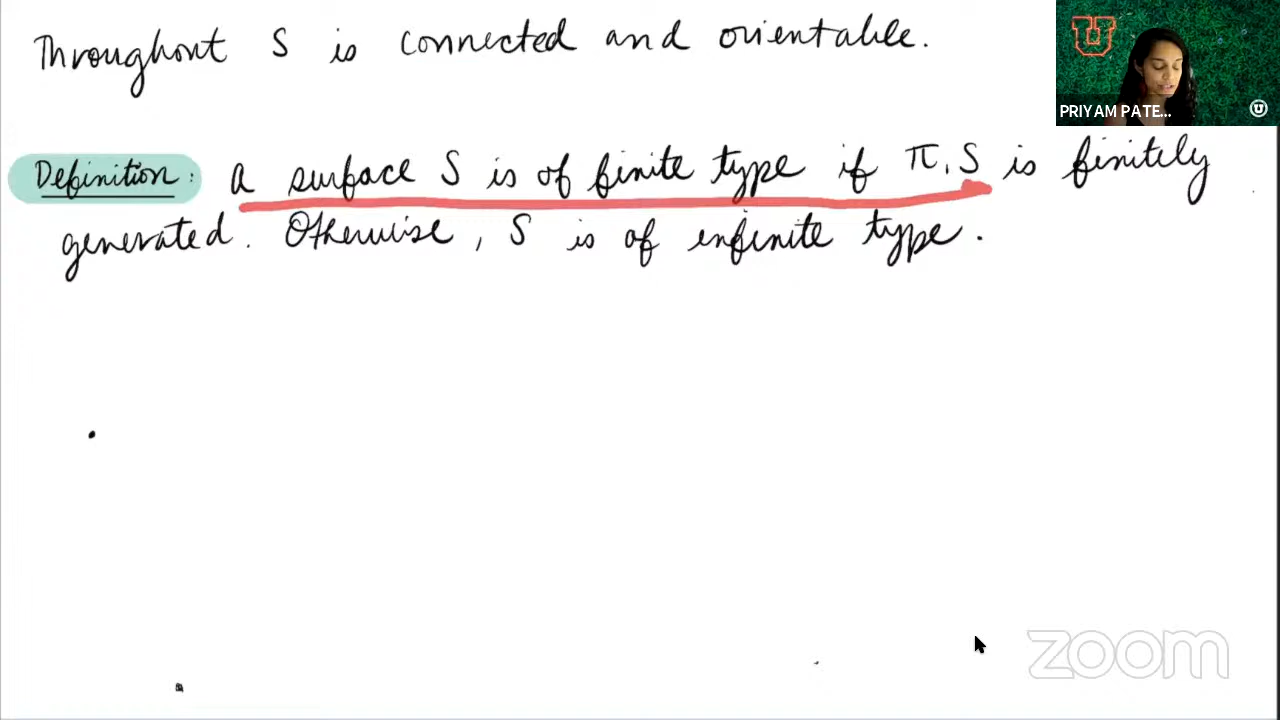 Throughout S is connected and orientable.
U
PRIYAM PATE...
U
Definition: a surface S is of finite type if π₁S is finitely
generated. Otherwise, S is of infinite type.
zoom